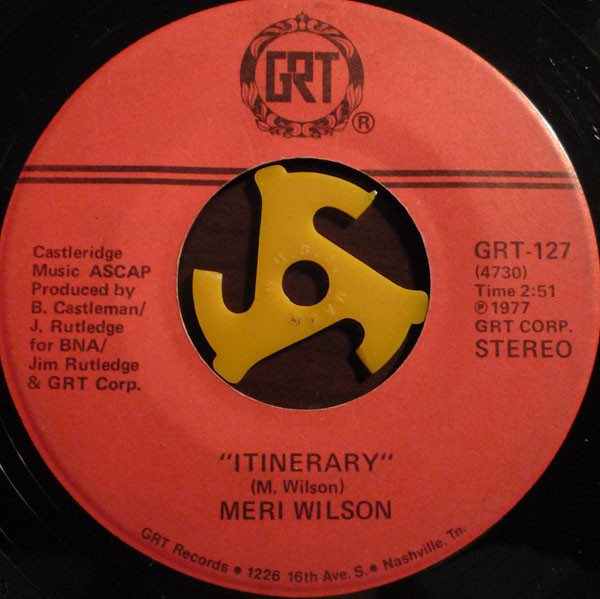 GRT
®
Castleridge
Music ASCAP
Produced by
B. Castleman/
J. Rutledge
for BNA/
Jim Rutledge
& GRT Corp.
GRT-127
(4730)
Time 2:51
℗ 1977
GRT CORP.
STEREO
"ITINERARY"
(M. Wilson)
MERI WILSON
GRT Records • 1226 16th Ave. S. • Nashville, Tn.